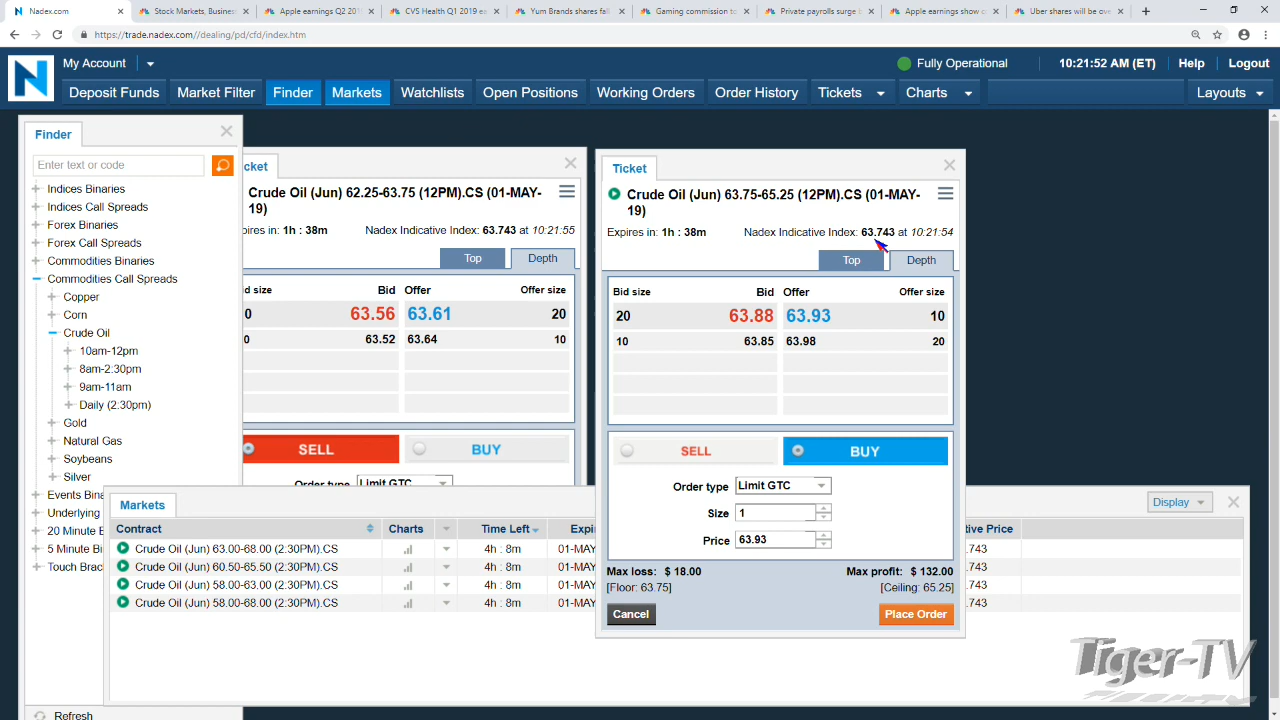 Nadex.com
Stock Markets, Busines
Apple earnings Q2 201
CVS Health Q1 2019 e
Yum Brands shares fal
Gaming commission to
Private payrolls surge
Apple earnings show c
Uber shares will be ove
https://trade.nadex.com/dealing/pd/cfd/index.htm
N
My Account
Fully Operational
10:21:52 AM (ET)
Help
Logout
Deposit Funds
Market Filter
Finder
Markets
Watchlists
Open Positions
Working Orders
Order History
Tickets
Charts
Layouts
Finder
Enter text or code
Indices Binaries
Indices Call Spreads
Forex Binaries
Forex Call Spreads
Commodities Binaries
Commodities Call Spreads
Copper
Corn
Crude Oil
10am-12pm
8am-2:30pm
9am-11am
Daily (2:30pm)
Gold
Natural Gas
Soybeans
Silver
Events Bina
Underlying
20 Minute B
5 Minute Bi
Touch Brac
Refresh
cket
Crude Oil (Jun) 62.25-63.75 (12PM).CS (01-MAY-
19)
pires in: 1h : 38m
Nadex Indicative Index: 63.743 at 10:21:55
Top
Depth
id size
Bid
Offer
Offer size
0
63.56
63.61
20
0
63.52
63.64
10
SELL
BUY
Order type
Limit GTC
Ticket
Crude Oil (Jun) 63.75-65.25 (12PM).CS (01-MAY-
19)
Expires in: 1h : 38m
Nadex Indicative Index: 63.743 at 10:21:54
Top
Depth
Bid size
Bid
Offer
Offer size
20
63.88
63.93
10
10
63.85
63.98
20
SELL
BUY
Order type
Limit GTC
Size
1
Price
63.93
Max loss: $ 18.00
Max profit: $ 132.00
[Floor: 63.75]
[Ceiling: 65.25]
Cancel
Place Order
Markets
Display
Contract
Charts
Time Left
Expi
tive Price
Crude Oil (Jun) 63.00-68.00 (2:30PM).CS
4h : 8m
01-MAY
.743
Crude Oil (Jun) 60.50-65.50 (2:30PM).CS
4h : 8m
01-MAY
.743
Crude Oil (Jun) 58.00-63.00 (2:30PM).CS
4h : 8m
01-MAY
.743
Crude Oil (Jun) 58.00-68.00 (2:30PM).CS
4h : 8m
01-MAY
.743
Tiger-TV